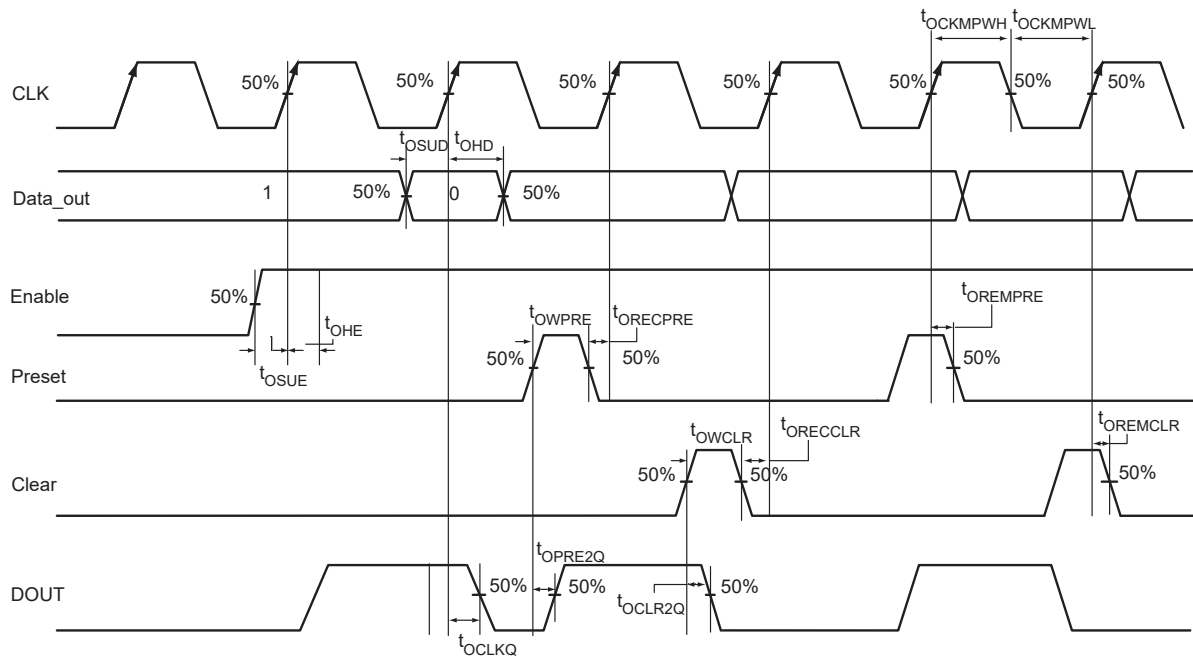 tOCKMPWH tOCKMPWL
CLK 50% 50% 50% 50% 50% 50% 50%
tOSUD tOHD
Data_out 1 50% 0 50%
Enable 50%
tOHE tOWPRE tORECPRE tOREMPRE
Preset tOSUE 50% 50% 50%
tOWCLR tORECCLR tOREMCLR
Clear 50% 50% 50%
tOPRE2Q
DOUT 50% 50% tOCLR2Q 50%
tOCLKQ